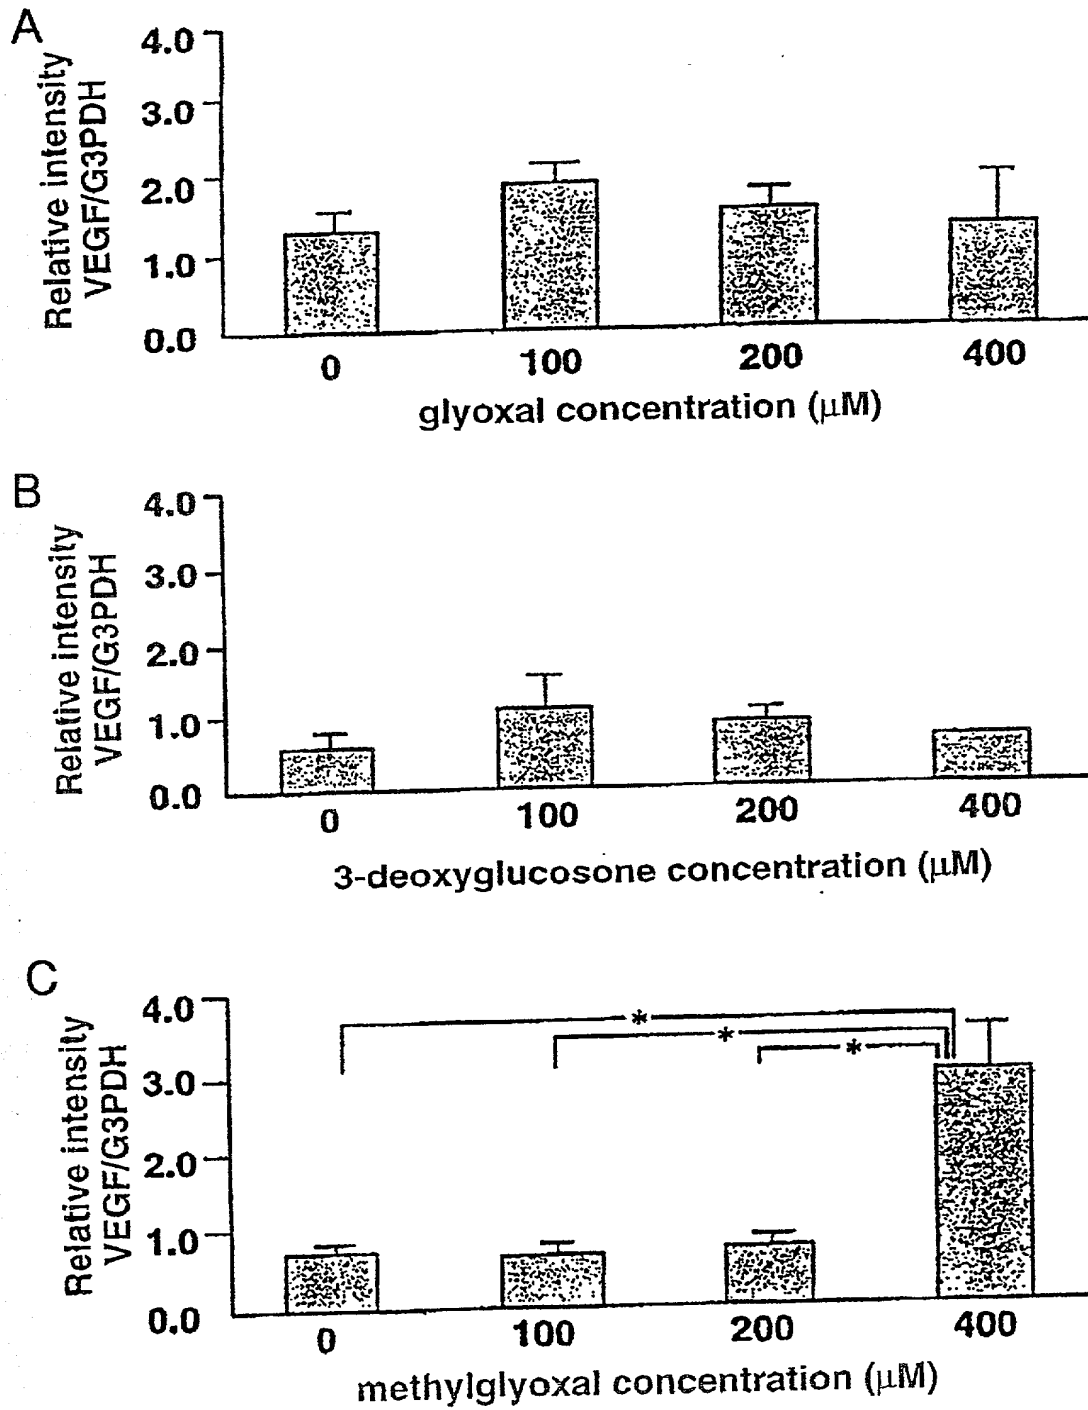 A
Relative intensity
VEGF/G3PDH
4.0
3.0
2.0
1.0
0.0
0 100 200 400
glyoxal concentration (µM)
B
Relative intensity
VEGF/G3PDH
4.0
3.0
2.0
1.0
0.0
0 100 200 400
3-deoxyglucosone concentration (µM)
C
Relative intensity
VEGF/G3PDH
4.0
3.0
2.0
1.0
0.0
*
*
*
0 100 200 400
methylglyoxal concentration (µM)